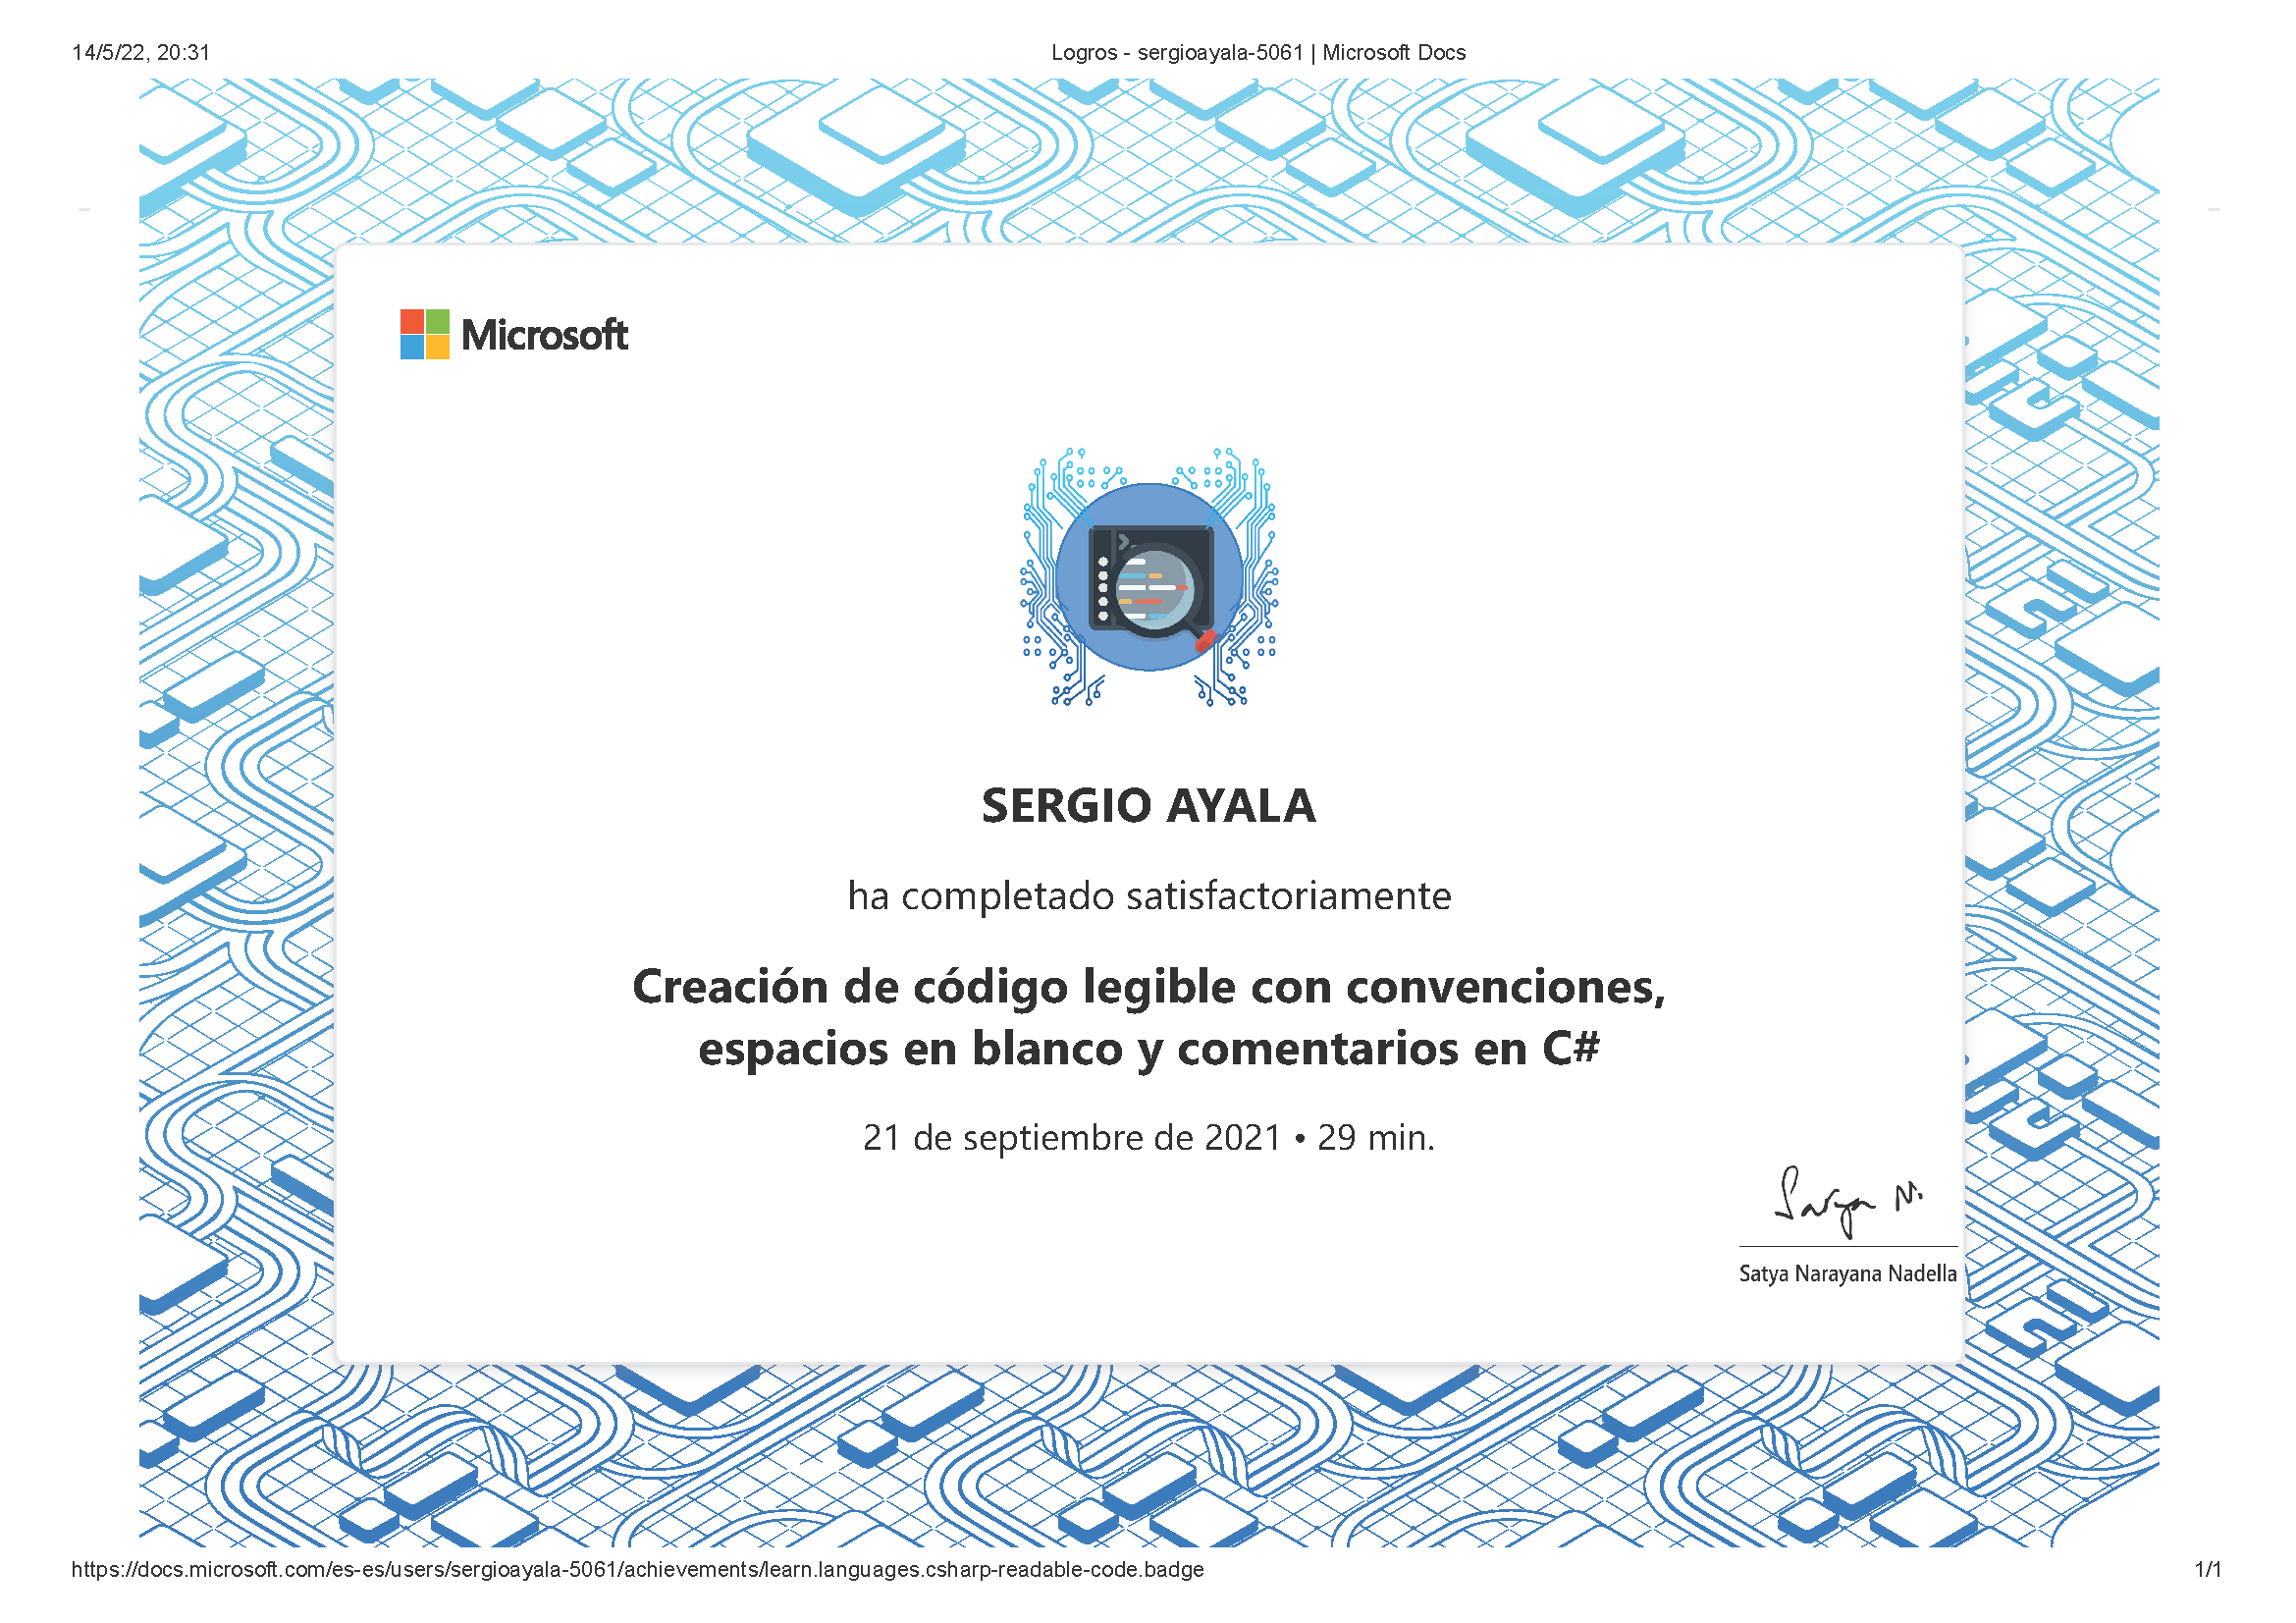 14/5/22, 20:31
Logros - sergioayala-5061 | Microsoft Docs
Microsoft
SERGIO AYALA
ha completado satisfactoriamente
Creación de código legible con convenciones,
espacios en blanco y comentarios en C#
21 de septiembre de 2021 • 29 min.
Satya N.
Satya Narayana Nadella
https://docs.microsoft.com/es-es/users/sergioayala-5061/achievements/learn.languages.csharp-readable-code.badge
1/1